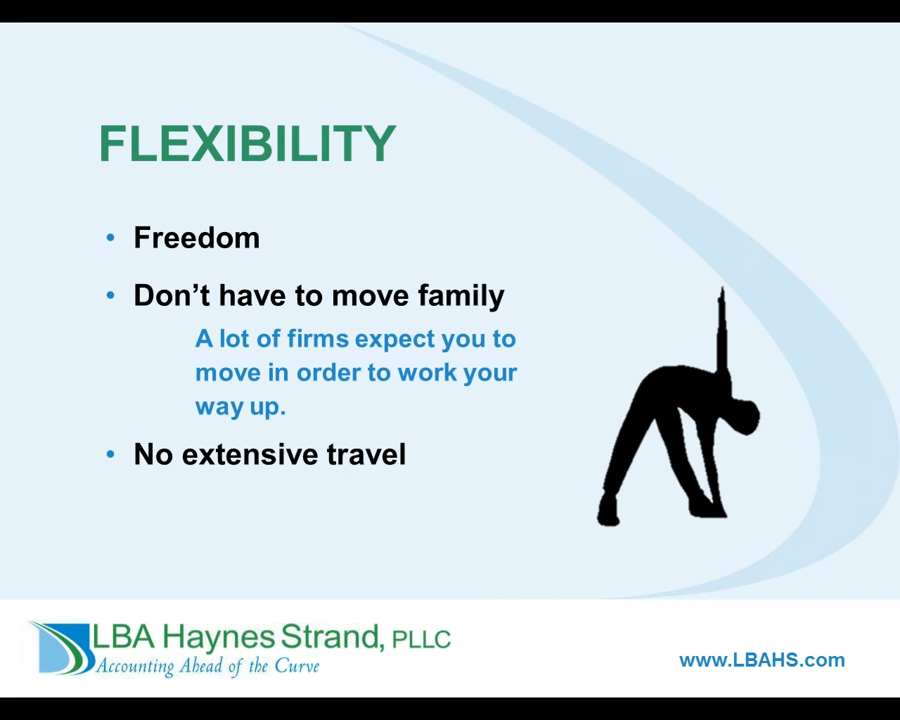 FLEXIBILITY
• Freedom
• Don’t have to move family
A lot of firms expect you to
move in order to work your
way up.
• No extensive travel
LBA Haynes Strand, PLLC
Accounting Ahead of the Curve
www.LBAHS.com